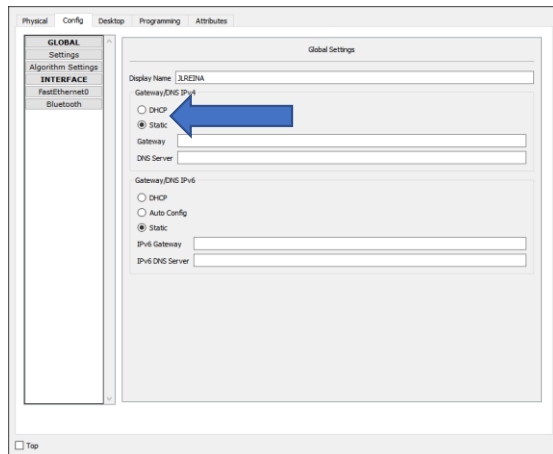 Physical Config Desktop Programming Attributes
GLOBAL
Settings
Algorithm Settings
INTERFACE
FastEthernet0
Bluetooth
Global Settings
Display Name JLREINA
Gateway/DNS IPv4
DHCP
Static
Gateway
DNS Server
Gateway/DNS IPv6
DHCP
Auto Config
Static
IPv6 Gateway
IPv6 DNS Server
Top